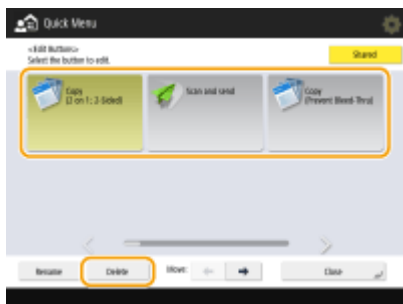 Quick Menu
<Edit Buttons>
Select the button to edit.
Shared
Copy
(2 on 1: 2-Sided)
Scan and send
Copy
(Prevent Bleed-Thru)
Rename
Delete
Move:
Close